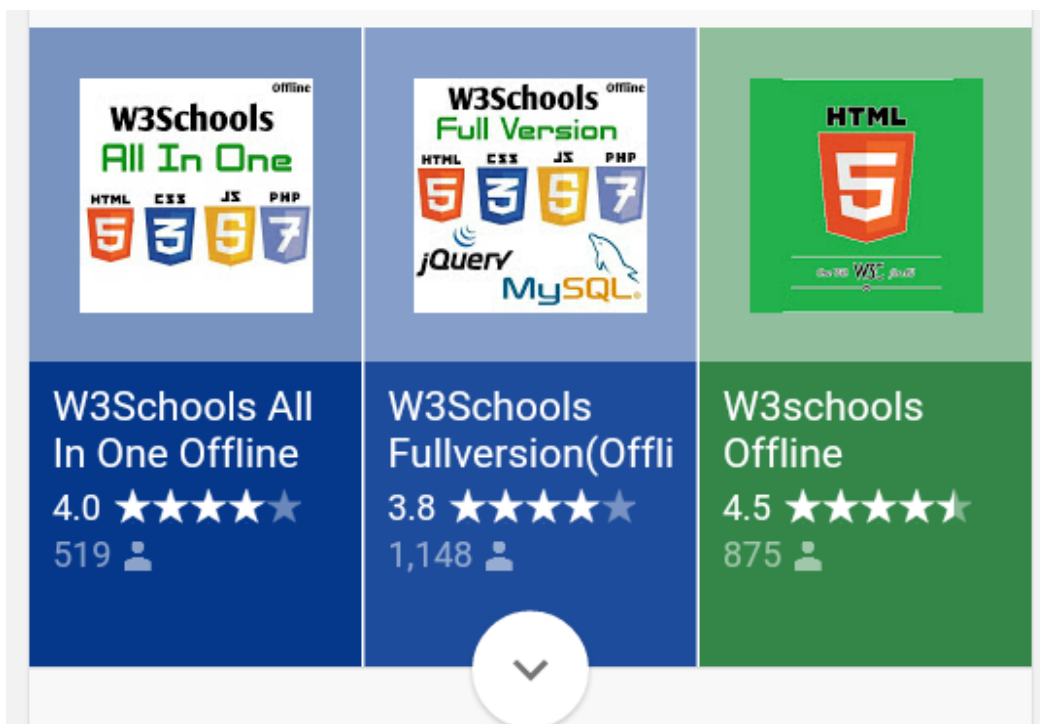 Offline
W3Schools
All In One
HTML CSS JS PHP
5 3 5 7
Offline
W3Schools
Full Version
HTML CSS JS PHP
5 3 5 7
jQuery
MySQL
HTML
5
W3C
W3Schools All
In One Offline
4.0
519
W3Schools
Fullversion(Offli
3.8
1,148
W3schools
Offline
4.5
875